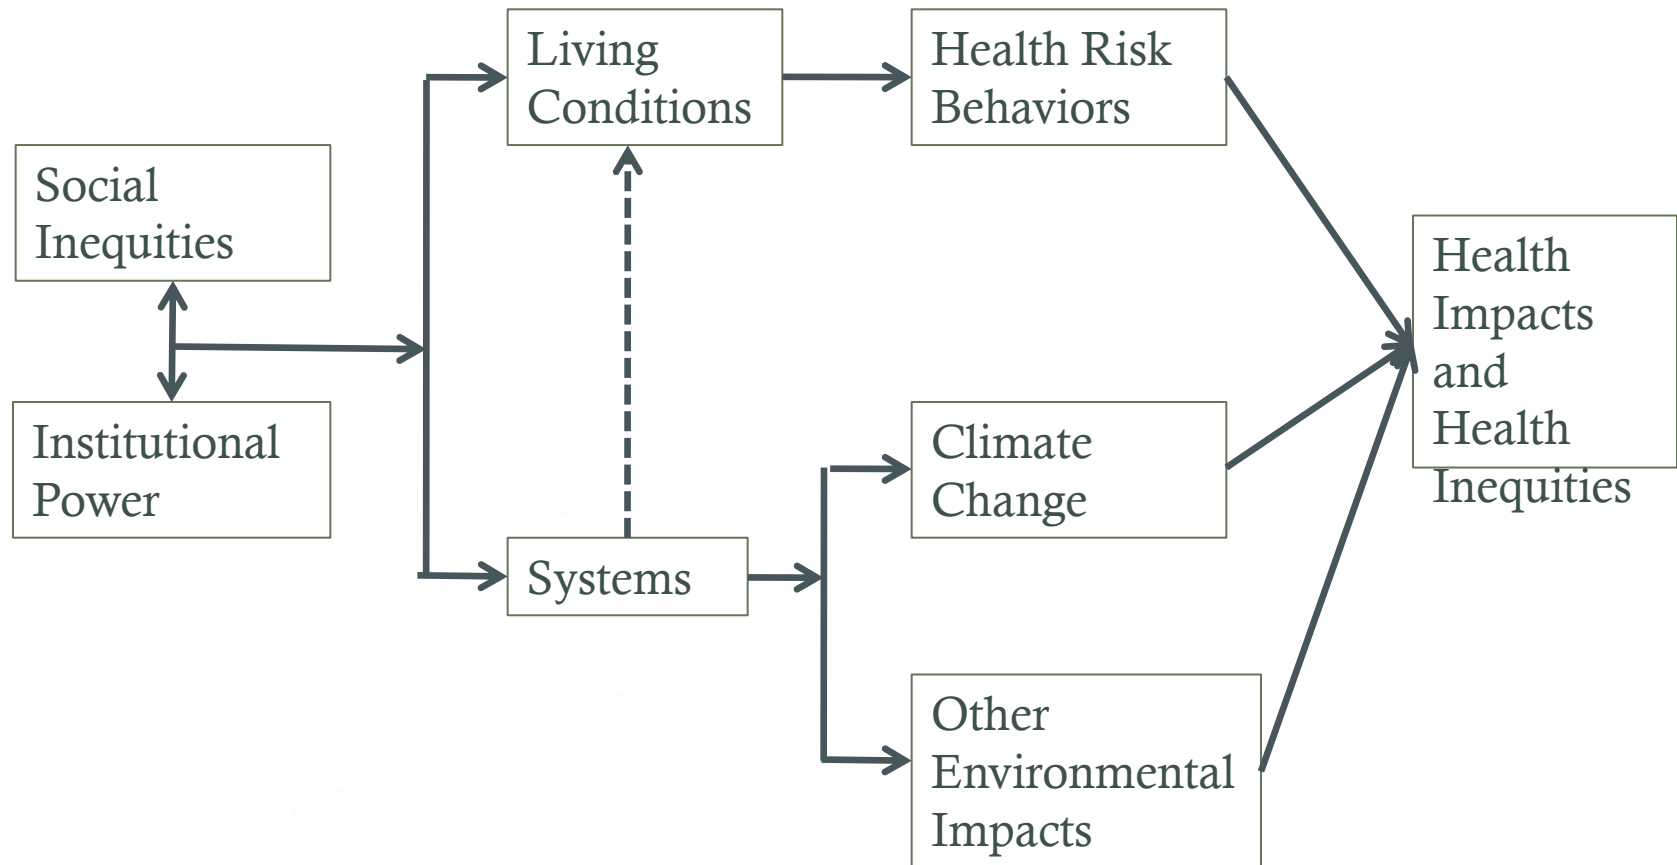 Living
Conditions
Health Risk
Behaviors
Social
Inequities
Health
Impacts
and
Health
Inequities
Institutional
Power
Climate
Change
Systems
Other
Environmental
Impacts